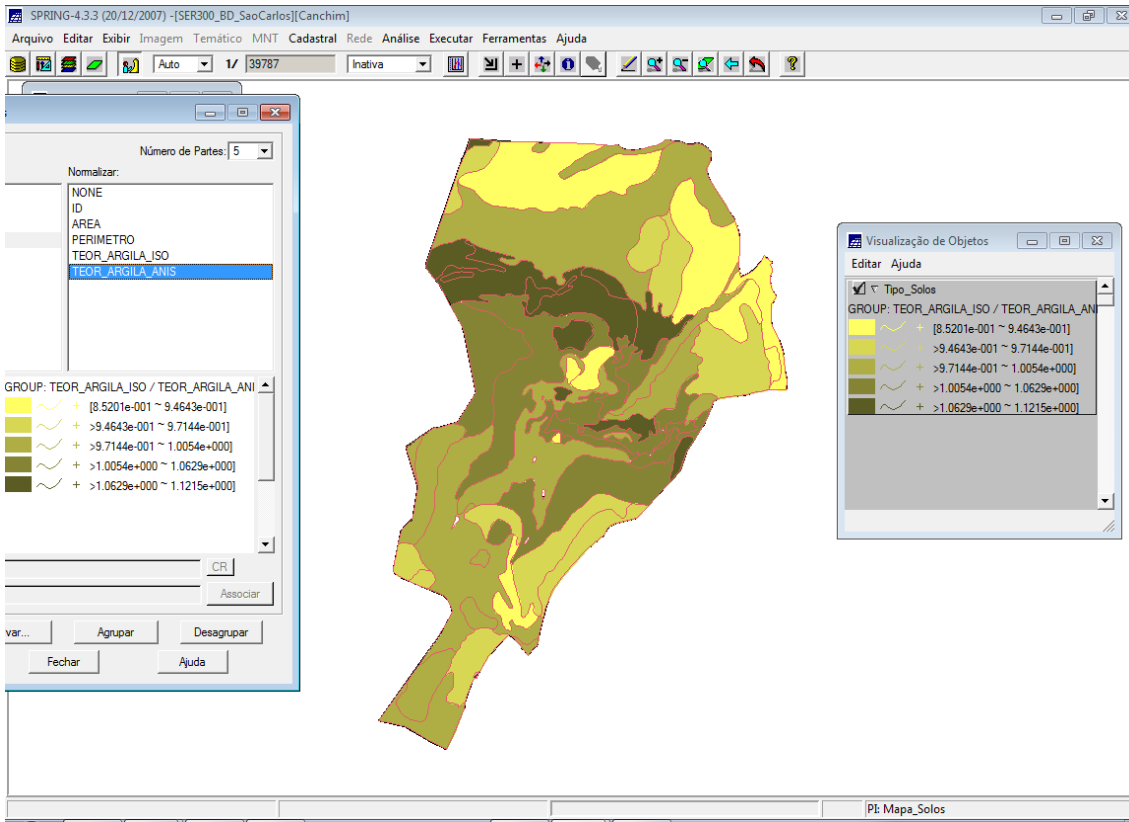 SPRING-4.3.3 (20/12/2007) -[SER300_BD_SaoCarlos][Canchim]
Arquivo Editar Exibir Imagem Temático MNT Cadastral Rede Análise Executar Ferramentas Ajuda
Auto 1/ 39787 Inativa
Número de Partes: 5
Normalizar:
NONE
ID
AREA
PERIMETRO
TEOR_ARGILA_ISO
TEOR_ARGILA_ANIS
GROUP: TEOR_ARGILA_ISO / TEOR_ARGILA_ANI
[8.5201e-001 ~ 9.4643e-001]
>9.4643e-001 ~ 9.7144e-001]
>9.7144e-001 ~ 1.0054e+000]
>1.0054e+000 ~ 1.0629e+000]
>1.0629e+000 ~ 1.1215e+000]
CR
Associar
var... Agrupar Desagrupar
Fechar Ajuda
Visualização de Objetos
Editar Ajuda
Tipo_Solos
GROUP: TEOR_ARGILA_ISO / TEOR_ARGILA_ANI
[8.5201e-001 ~ 9.4643e-001]
>9.4643e-001 ~ 9.7144e-001]
>9.7144e-001 ~ 1.0054e+000]
>1.0054e+000 ~ 1.0629e+000]
>1.0629e+000 ~ 1.1215e+000]
PI: Mapa_Solos